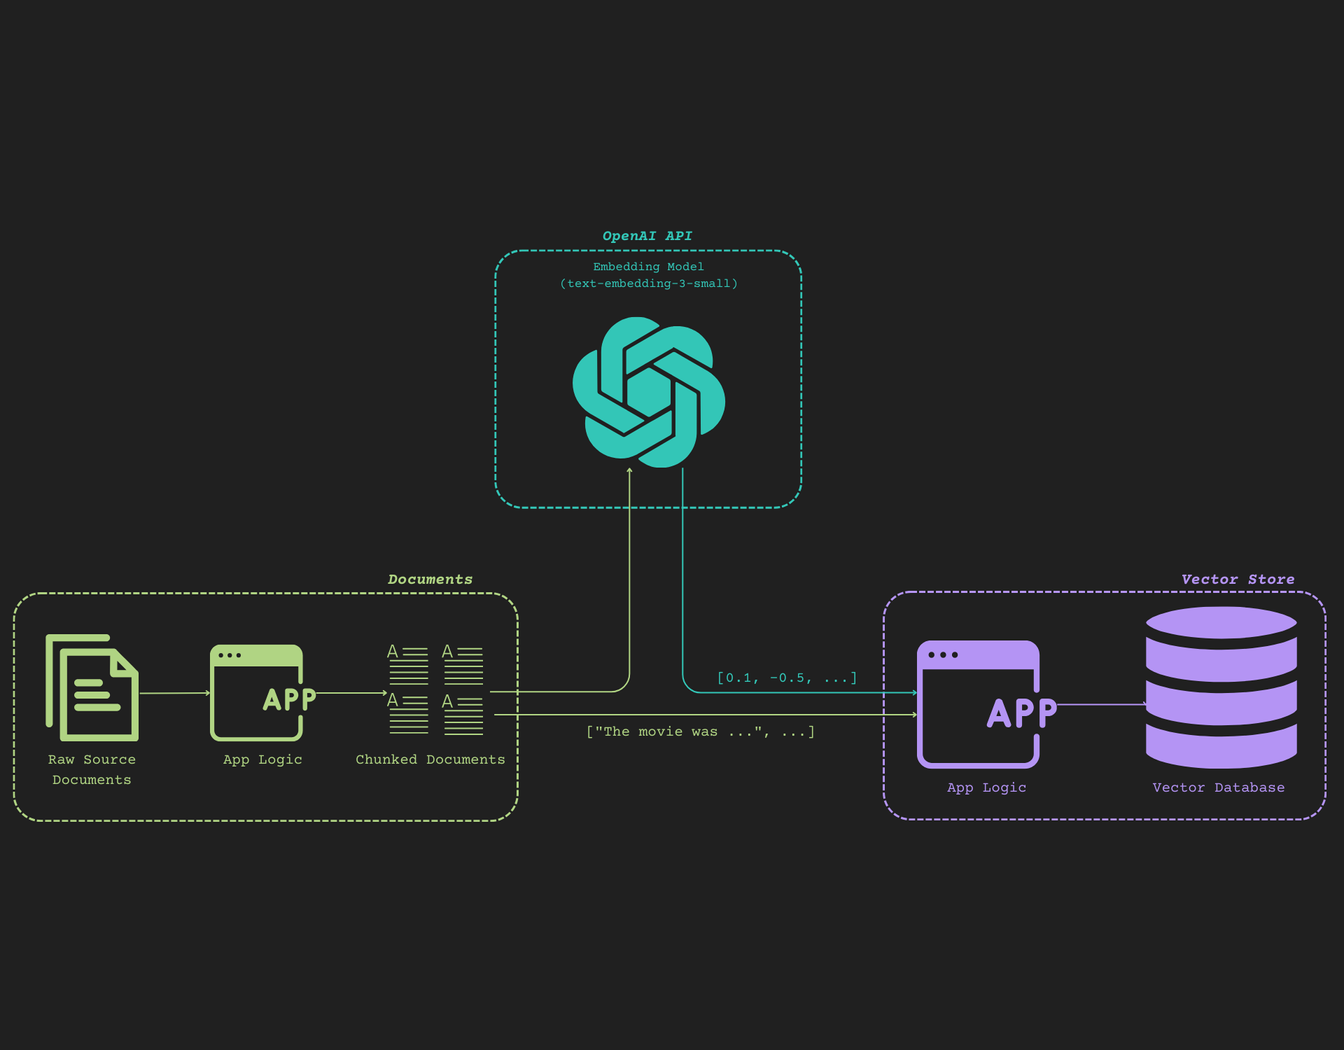 OpenAI API
Embedding Model
(text-embedding-3-small)
Documents
A
A
A
A
APP
Raw Source
Documents
App Logic
Chunked Documents
[0.1, -0.5, ...]
["The movie was ...", ...]
Vector Store
APP
App Logic
Vector Database